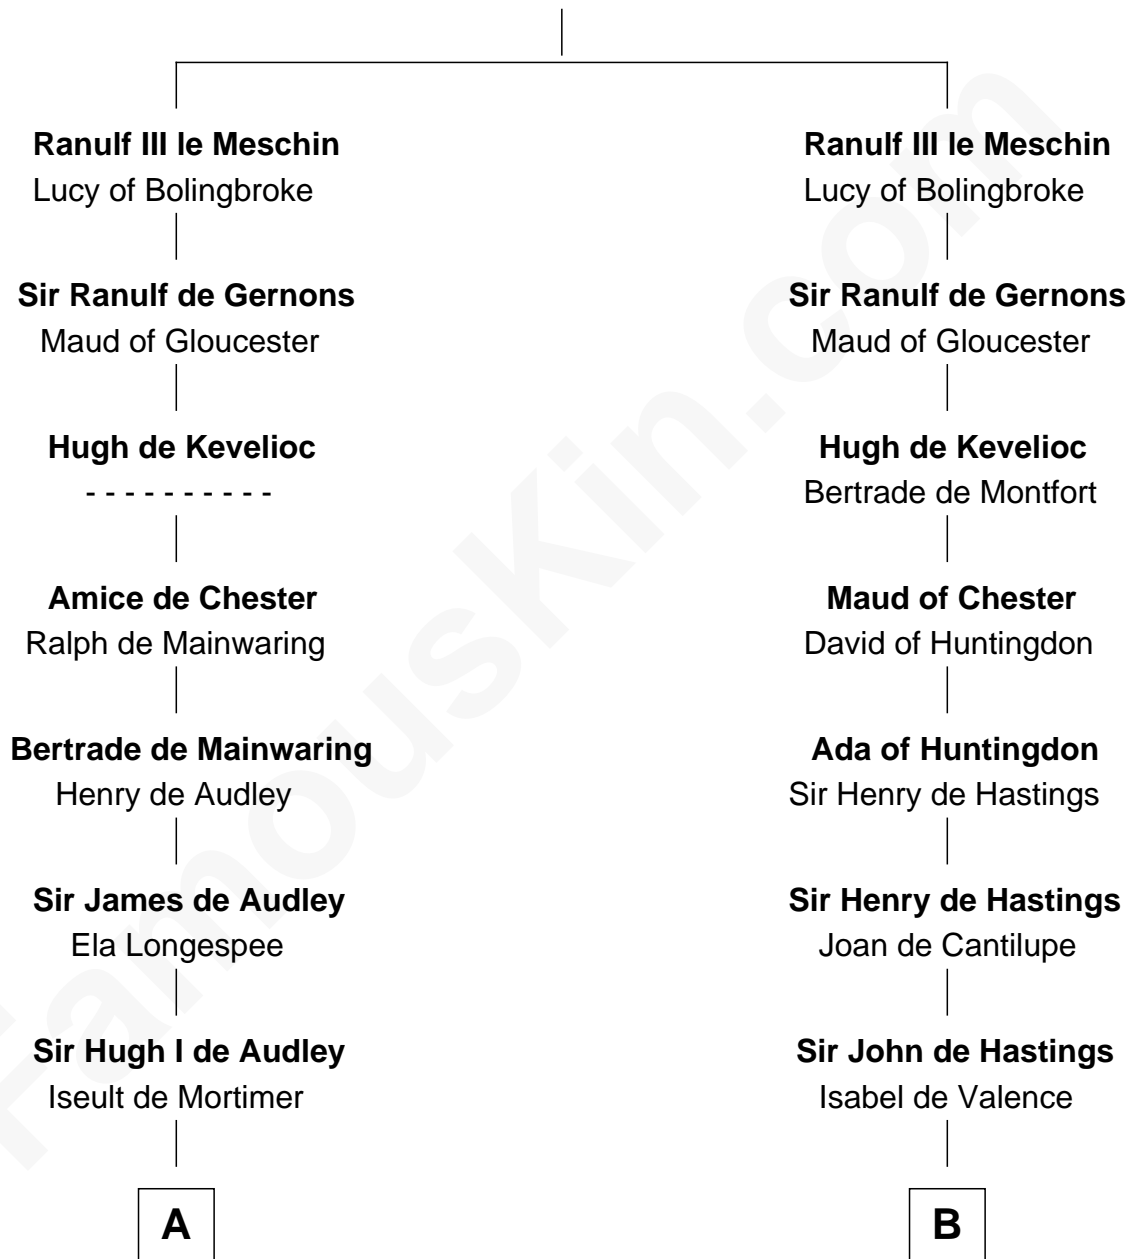 Ranulf III le Meschin
Lucy of Bolingbroke
Sir Ranulf de Gernons
Maud of Gloucester
Hugh de Kevelioc
- - - - - - - - - -
Amice de Chester
Ralph de Mainwaring
Bertrade de Mainwaring
Henry de Audley
Sir James de Audley
Ela Longespee
Sir Hugh I de Audley
Iseult de Mortimer
A
Ranulf III le Meschin
Lucy of Bolingbroke
Sir Ranulf de Gernons
Maud of Gloucester
Hugh de Kevelioc
Bertrade de Montfort
Maud of Chester
David of Huntingdon
Ada of Huntingdon
Sir Henry de Hastings
Sir Henry de Hastings
Joan de Cantilupe
Sir John de Hastings
Isabel de Valence
B
FamousKin.com